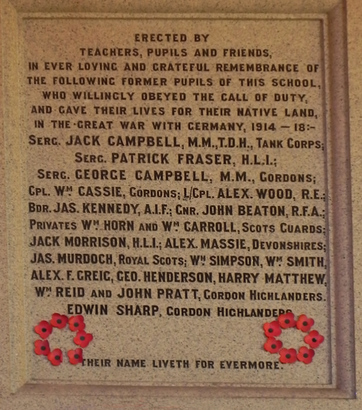 ERECTED BY
TEACHERS, PUPILS AND FRIENDS,
IN EVER LOVING AND GRATEFUL REMEMBRANCE OF
THE FOLLOWING FORMER PUPILS OF THIS SCHOOL,
WHO WILLINGLY OBEYED THE CALL OF DUTY,
AND GAVE THEIR LIVES FOR THEIR NATIVE LAND,
IN THE GREAT WAR WITH GERMANY, 1914 — 18:-
SERG. JACK CAMPBELL, M.M., T.D.H., TANK CORPS;
SERG. PATRICK FRASER, H.L.I.;
SERG. GEORGE CAMPBELL, M.M., GORDONS;
CPL. WM CASSIE, GORDONS; L/CPL. ALEX. WOOD, R.E.;
BDR. JAS. KENNEDY, A.I.F.; GNR. JOHN BEATON, R.F.A.;
PRIVATES WM HORN AND WM CARROLL, SCOTS GUARDS;
JACK MORRISON, H.L.I.; ALEX. MASSIE, DEVONSHIRES;
JAS. MURDOCH, ROYAL SCOTS; WM SIMPSON, WM SMITH,
ALEX. F. GREIG, GEO. HENDERSON, HARRY MATTHEW,
WM REID AND JOHN PRATT, GORDON HIGHLANDERS.
EDWIN SHARP, GORDON HIGHLANDERS
THEIR NAME LIVETH FOR EVERMORE.